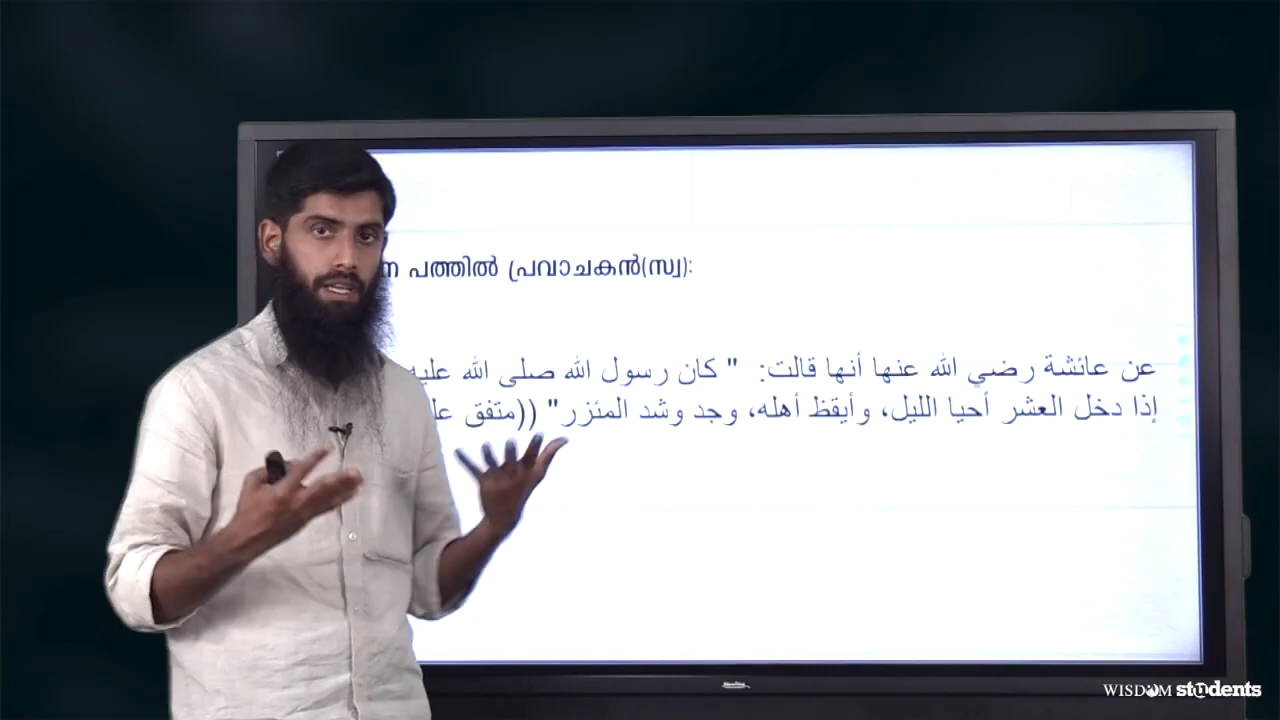 ന പത്തിൽ പ്രവാചകൻ(സ്വ):
عن عائشة رضي الله عنها أنها قالت: " كان رسول الله صلى الله عليه
إذا دخل العشر أحيا الليل، وأيقظ أهله، وجد وشد المئزر" ((متفق
WISDOM students